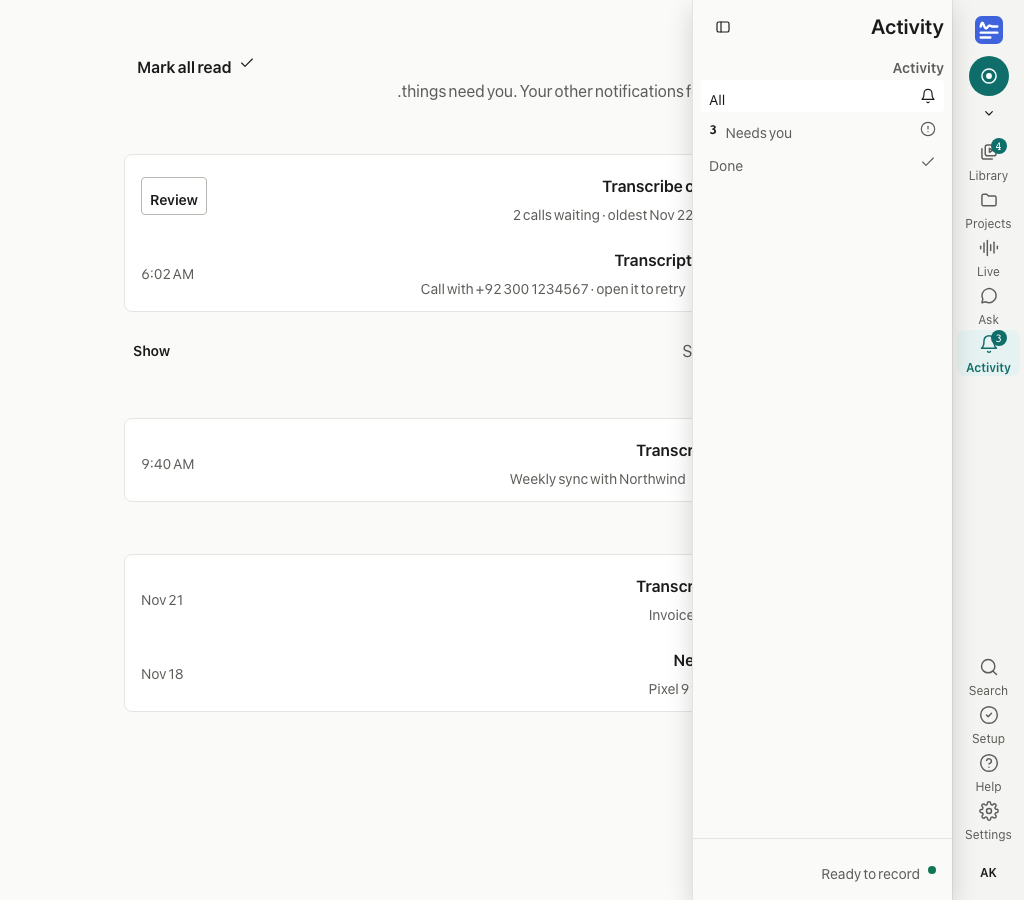 Activity
Activity
All
3 Needs you
Done
Ready to record
4
Library
Projects
Live
Ask
3
Activity
Search
Setup
Help
Settings
AK
Mark all read
.things need you. Your other notifications
Review
Transcribe
2 calls waiting · oldest Nov 22
Transcript
6:02 AM
Call with +92 300 1234567 · open it to retry
Show
9:40 AM
Weekly sync with Northwind
Nov 21
Invoice
Nov 18
Pixel 9